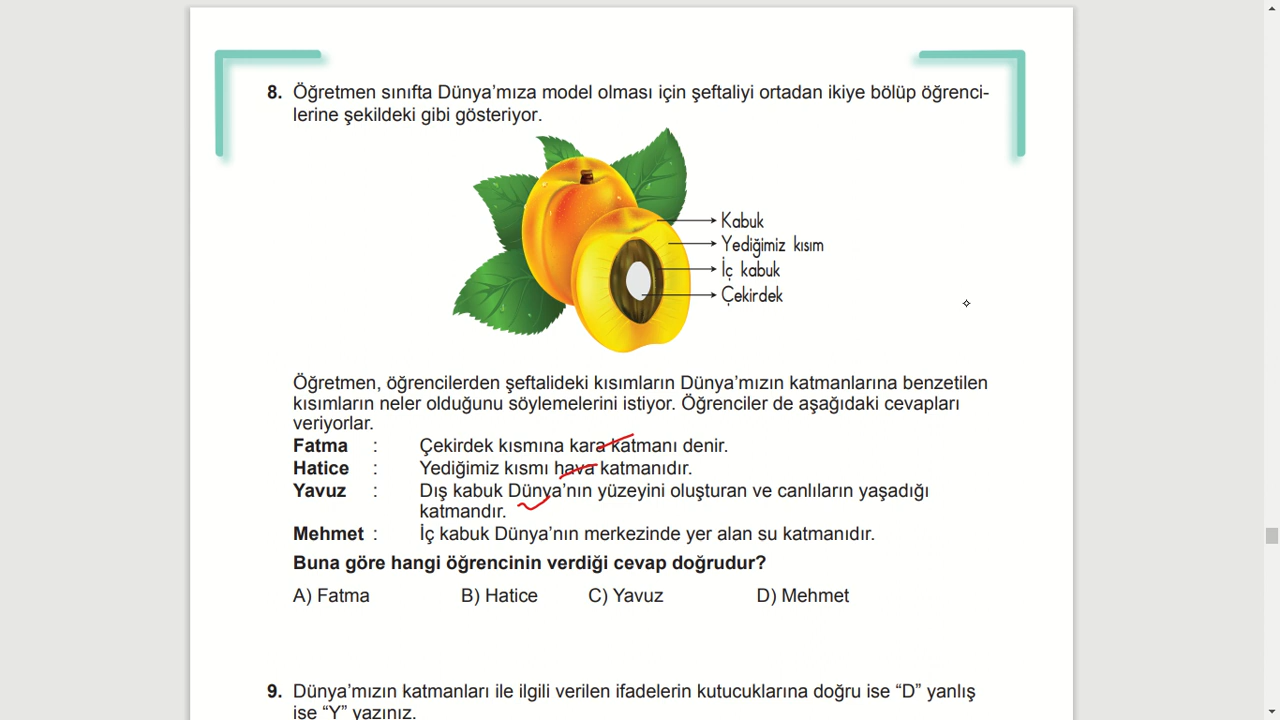 8. Öğretmen sınıfta Dünya’mıza model olması için şeftaliyi ortadan ikiye bölüp öğrenci-
lerine şekildeki gibi gösteriyor.
Kabuk
Yediğimiz kısım
İç kabuk
Çekirdek
Öğretmen, öğrencilerden şeftalideki kısımların Dünya’mızın katmanlarına benzetilen
kısımların neler olduğunu söylemelerini istiyor. Öğrenciler de aşağıdaki cevapları
veriyorlar.
Fatma : Çekirdek kısmına kara katmanı denir.
Hatice : Yediğimiz kısmı hava katmanıdır.
Yavuz : Dış kabuk Dünya’nın yüzeyini oluşturan ve canlıların yaşadığı
katmandır.
Mehmet : İç kabuk Dünya’nın merkezinde yer alan su katmanıdır.
Buna göre hangi öğrencinin verdiği cevap doğrudur?
A) Fatma B) Hatice C) Yavuz D) Mehmet
9. Dünya’mızın katmanları ile ilgili verilen ifadelerin kutucuklarına doğru ise “D” yanlış
ise “Y” yazınız.